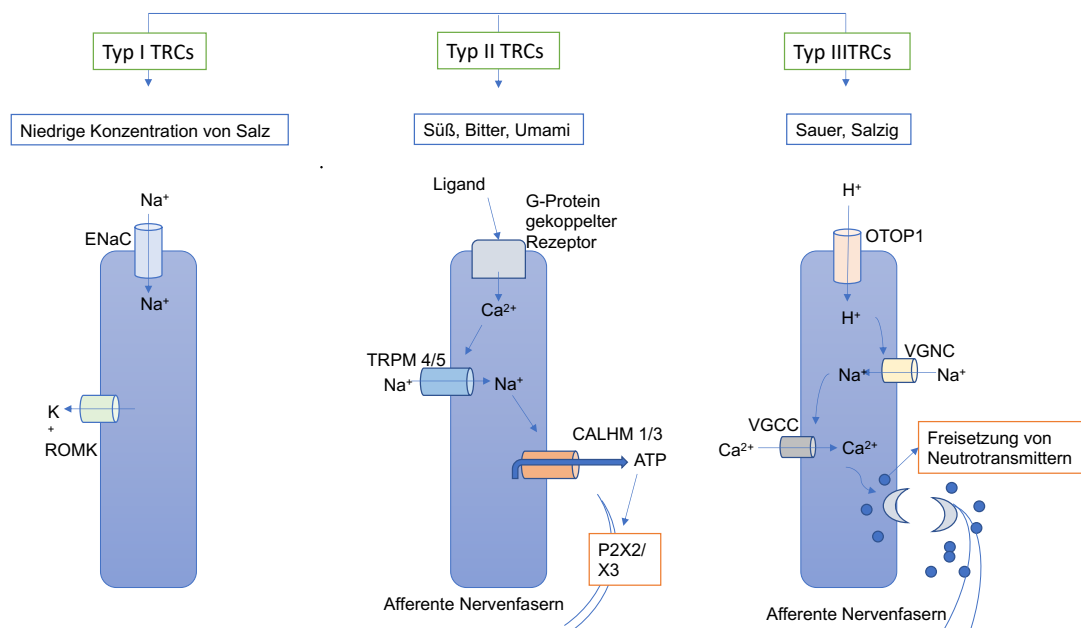 Typ I TRCs
Typ II TRCs
Typ IIITRCs
Niedrige Konzentration von Salz
Süß, Bitter, Umami
Sauer, Salzig
Na⁺
ENaC
Na⁺
K
+
ROMK
Ligand
G-Protein
gekoppelter
Rezeptor
Ca²⁺
TRPM 4/5
Na⁺
Na⁺
CALHM 1/3
ATP
P2X2/
X3
Afferente Nervenfasern
H⁺
OTOP1
H⁺
VGNC
Na⁺
Na⁺
VGCC
Ca²⁺
Ca²⁺
Freisetzung von
Neutrotransmittern
Afferente Nervenfasern